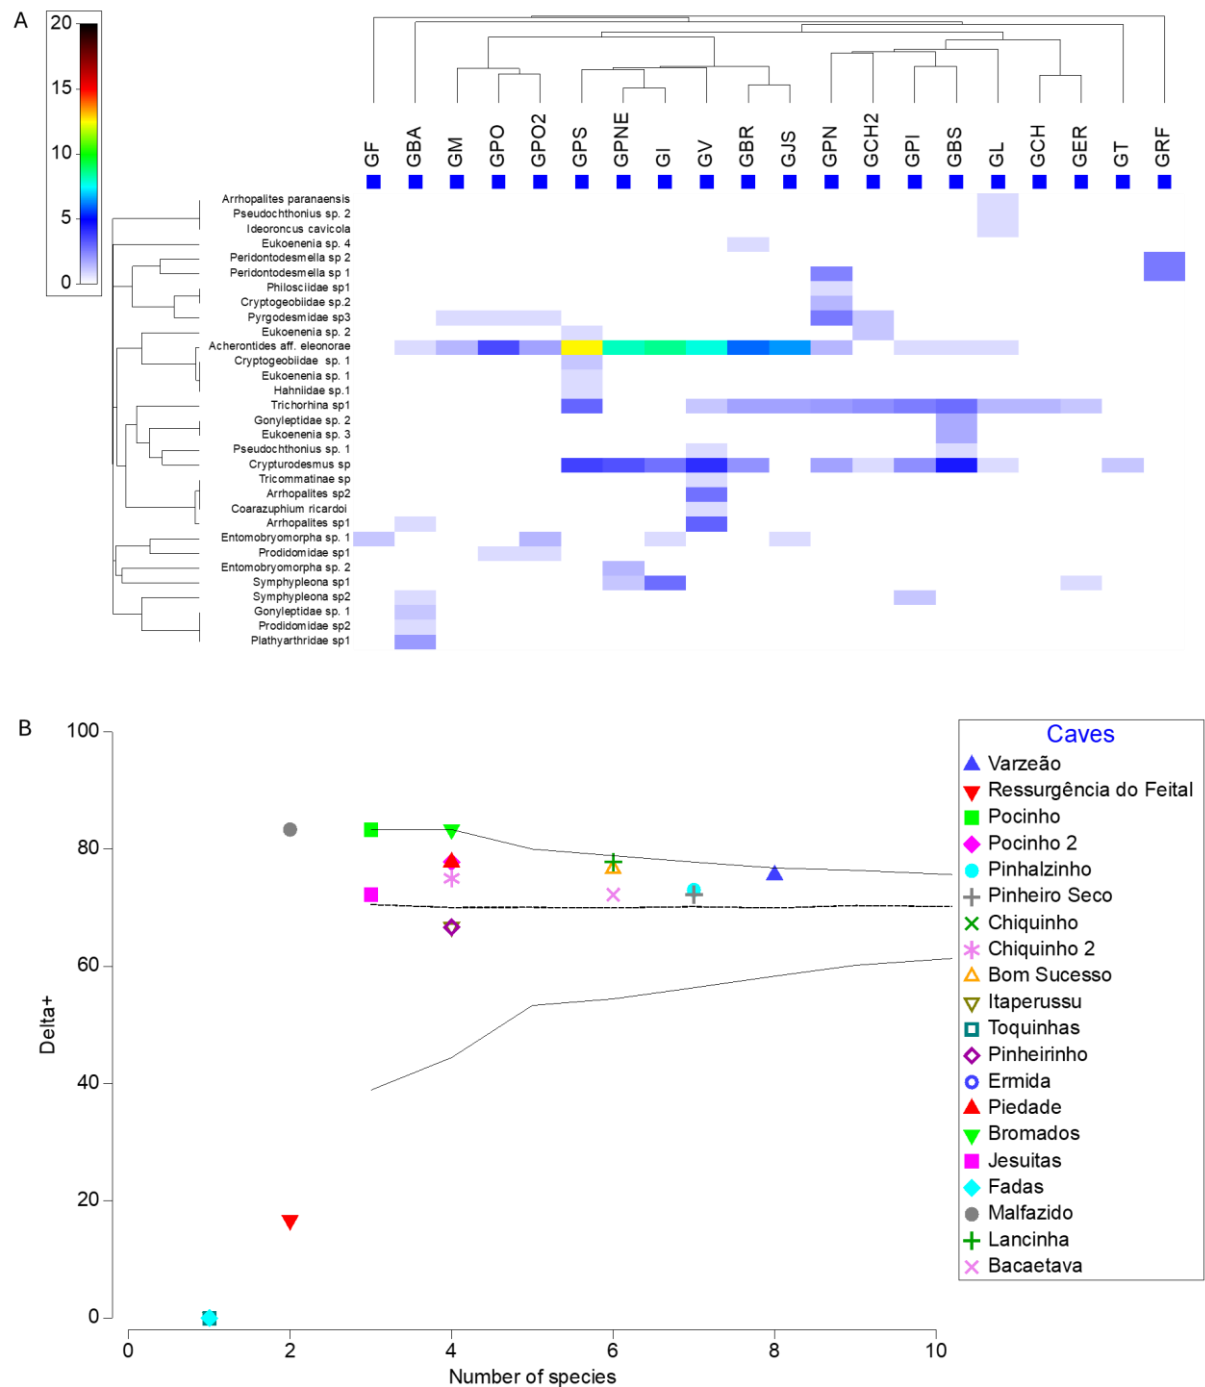 A
20
15
10
5
0
GF
GBA
GM
GPO
GPO2
GPS
GPNE
GI
GV
GBR
GJS
GPN
GCH2
GPI
GBS
GL
GCH
GER
GT
GRF
Arrhopalites paranaensis
Pseudochthonius sp. 2
Ideoroncus cavicola
Eukoenenia sp. 4
Peridontodesmella sp 2
Peridontodesmella sp 1
Philosciidae sp1
Cryptogeobiidae sp.2
Pyrgodesmidae sp3
Eukoenenia sp. 2
Acherontides aff. eleonorae
Cryptogeobiidae sp. 1
Eukoenenia sp. 1
Hahniidae sp.1
Trichorhina sp1
Gonyleptidae sp. 2
Eukoenenia sp. 3
Pseudochthonius sp. 1
Crypturodesmus sp
Tricommatinae sp
Arrhopalites sp2
Coarazuphium ricardoi
Arrhopalites sp1
Entomobryomorpha sp. 1
Prodidomidae sp1
Entomobryomorpha sp. 2
Symphypleona sp1
Symphypleona sp2
Gonyleptidae sp. 1
Prodidomidae sp2
Plathyarthridae sp1
B
100
80
60
40
20
0
Delta+
0 2 4 6 8 10
Number of species
Caves
Varzeão
Ressurgência do Feital
Pocinho
Pocinho 2
Pinhalzinho
Pinheiro Seco
Chiquinho
Chiquinho 2
Bom Sucesso
Itaperussu
Toquinhas
Pinheirinho
Ermida
Piedade
Bromados
Jesuitas
Fadas
Malfazido
Lancinha
Bacaetava